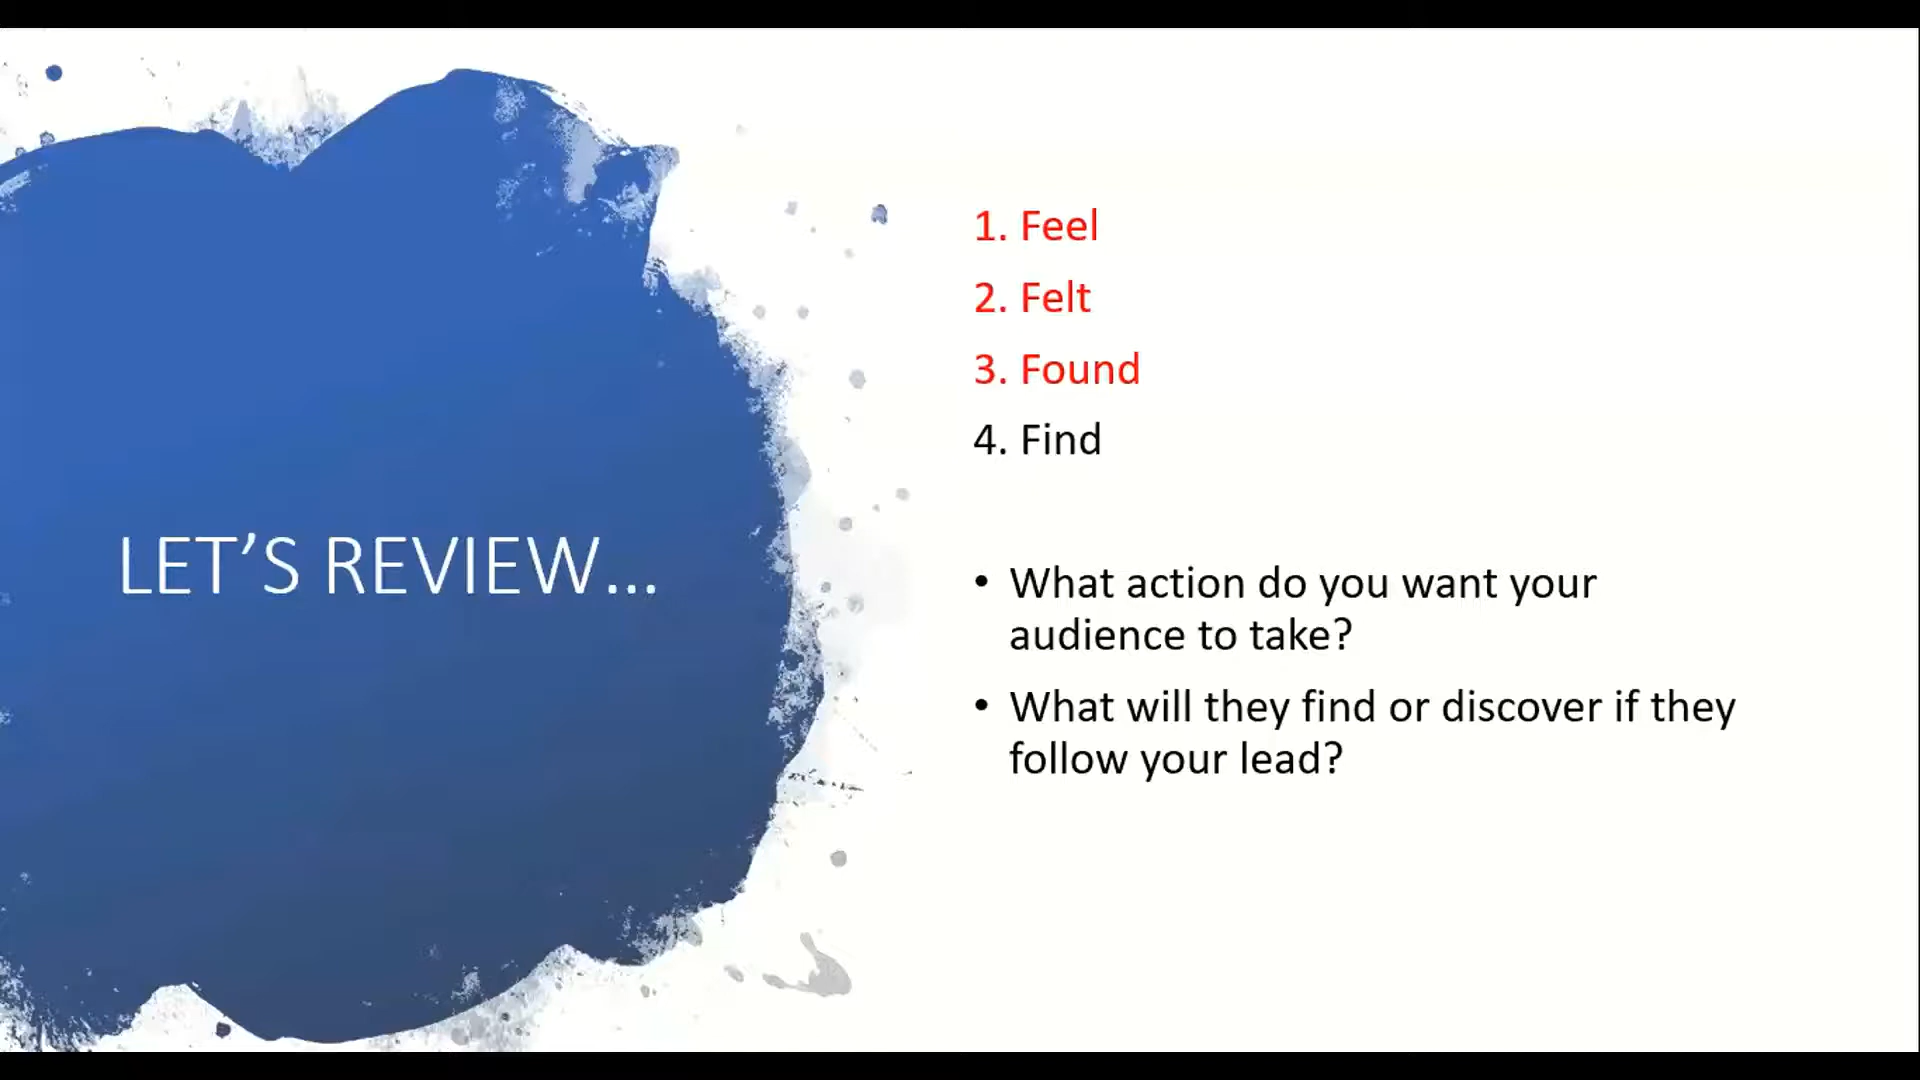 LET’S REVIEW...
1. Feel
2. Felt
3. Found
4. Find
• What action do you want your
audience to take?
• What will they find or discover if they
follow your lead?